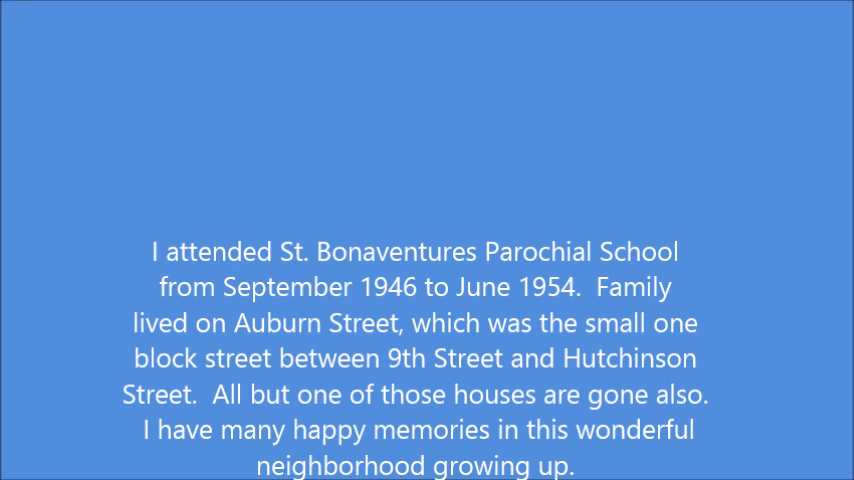 I attended St. Bonaventures Parochial School
from September 1946 to June 1954.  Family
lived on Auburn Street, which was the small one
block street between 9th Street and Hutchinson
Street.  All but one of those houses are gone also.
I have many happy memories in this wonderful
neighborhood growing up.